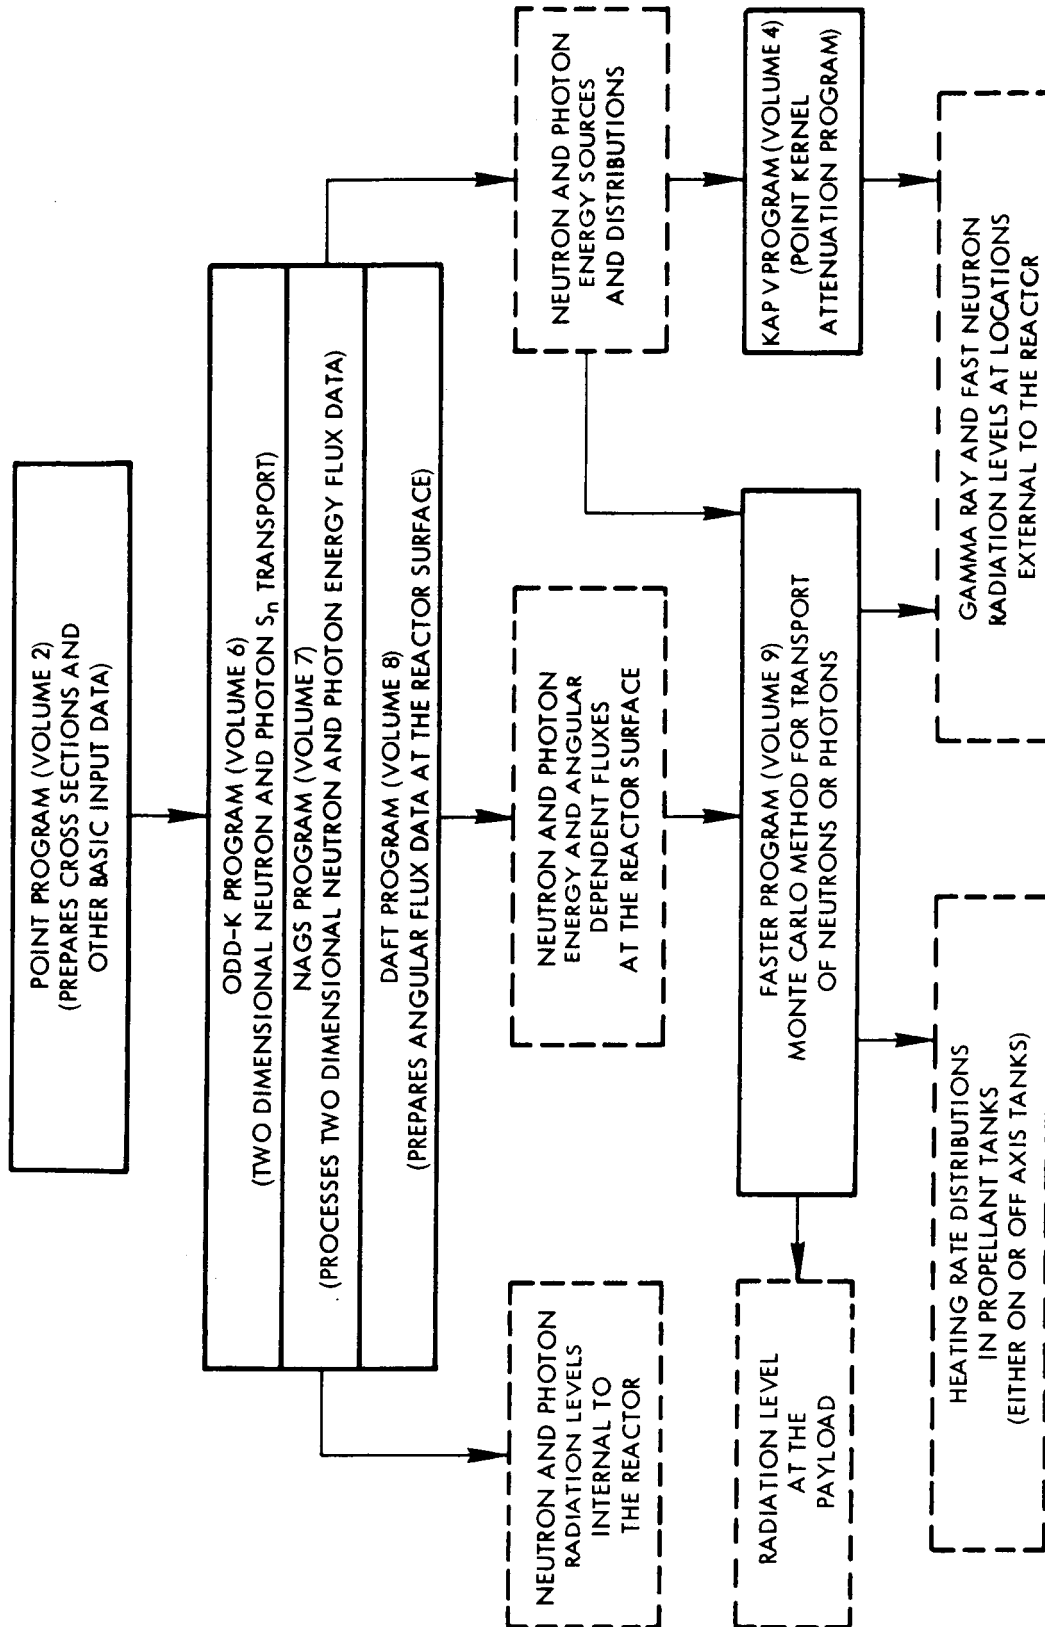 POINT PROGRAM (VOLUME 2)
(PREPARES CROSS SECTIONS AND
OTHER BASIC INPUT DATA)
ODD-K PROGRAM (VOLUME 6)
(TWO DIMENSIONAL NEUTRON AND PHOTON Sn TRANSPORT)
NAGS PROGRAM (VOLUME 7)
(PROCESSES TWO DIMENSIONAL NEUTRON AND PHOTON ENERGY FLUX DATA)
DAFT PROGRAM (VOLUME 8)
(PREPARES ANGULAR FLUX DATA AT THE REACTOR SURFACE)
NEUTRON AND PHOTON
RADIATION LEVELS
INTERNAL TO
THE REACTOR
NEUTRON AND PHOTON
ENERGY AND ANGULAR
DEPENDENT FLUXES
AT THE REACTOR SURFACE
NEUTRON AND PHOTON
ENERGY SOURCES
AND DISTRIBUTIONS
RADIATION LEVEL
AT THE
PAYLOAD
FASTER PROGRAM (VOLUME 9)
MONTE CARLO METHOD FOR TRANSPORT
OF NEUTRONS OR PHOTONS
KAP V PROGRAM (VOLUME 4)
(POINT KERNEL
ATTENUATION PROGRAM)
HEATING RATE DISTRIBUTIONS
IN PROPELLANT TANKS
(EITHER ON OR OFF AXIS TANKS)
GAMMA RAY AND FAST NEUTRON
RADIATION LEVELS AT LOCATIONS
EXTERNAL TO THE REACTOR